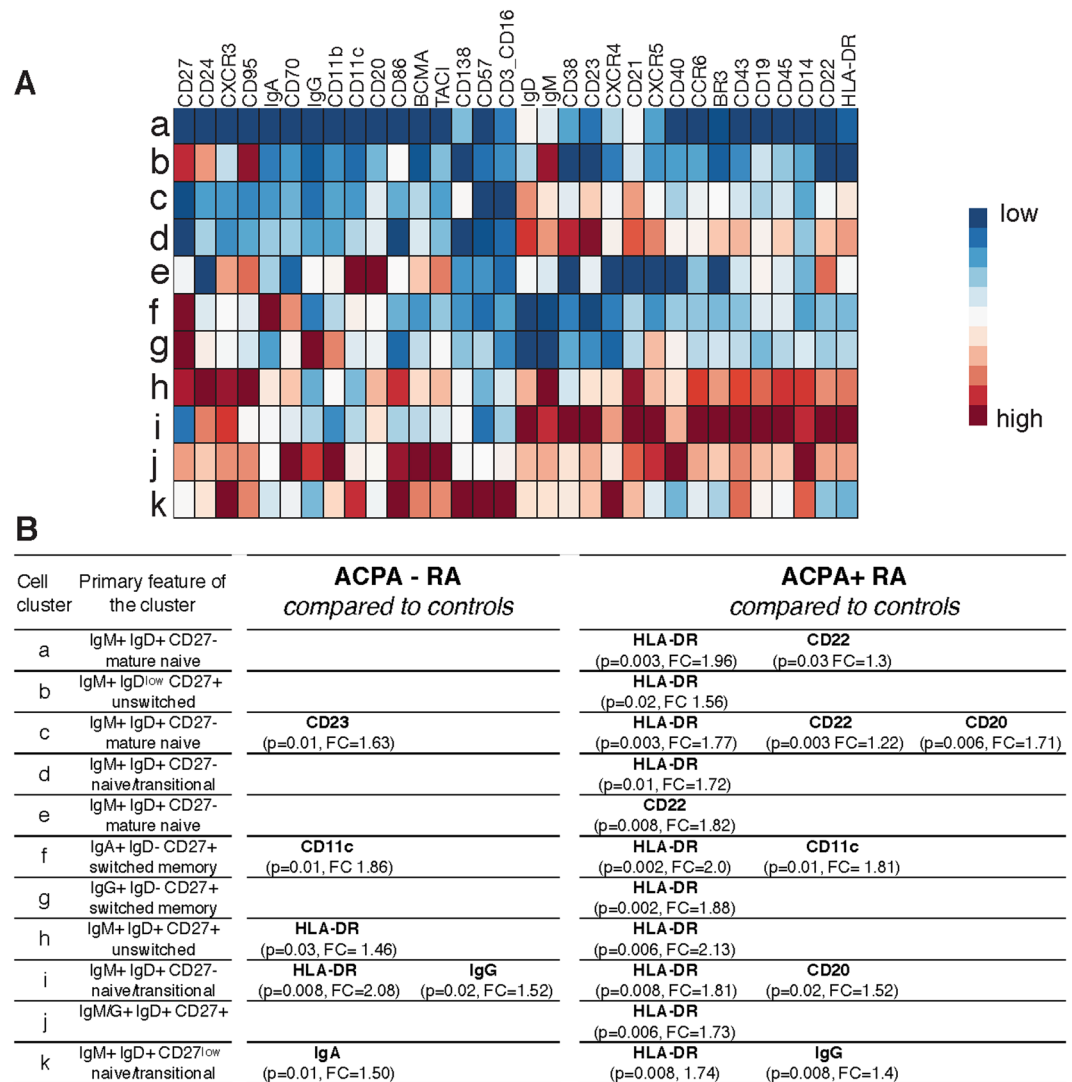 A
CD27 CD24 CXCR3 CD95 IgA CD70 IgG CD11b CD11c CD20 CD86 BCMA TACI CD138 CD57 CD3_CD16 IgD IgM CD38 CD23 CXCR4 CD21 CXCR5 CD40 CCR6 BR3 CD43 CD19 CD45 CD14 CD22 HLA-DR
a
b
c
d
e
f
g
h
i
j
k
low
high
B
Cell cluster
Primary feature of the cluster
ACPA - RA
compared to controls
ACPA+ RA
compared to controls
a
IgM+ IgD+ CD27-
mature naive
HLA-DR
(p=0.003, FC=1.96)
CD22
(p=0.03 FC=1.3)
b
IgM+ IgDlow CD27+
unswitched
HLA-DR
(p=0.02, FC 1.56)
c
IgM+ IgD+ CD27-
mature naive
CD23
(p=0.01, FC=1.63)
HLA-DR
(p=0.003, FC=1.77)
CD22
(p=0.003 FC=1.22)
CD20
(p=0.006, FC=1.71)
d
IgM+ IgD+ CD27-
naive/transitional
HLA-DR
(p=0.01, FC=1.72)
e
IgM+ IgD+ CD27-
mature naive
CD22
(p=0.008, FC=1.82)
f
IgA+ IgD- CD27+
switched memory
CD11c
(p=0.01, FC 1.86)
HLA-DR
(p=0.002, FC=2.0)
CD11c
(p=0.01, FC= 1.81)
g
IgG+ IgD- CD27+
switched memory
HLA-DR
(p=0.002, FC=1.88)
h
IgM+ IgD+ CD27+
unswitched
HLA-DR
(p=0.03, FC= 1.46)
HLA-DR
(p=0.006, FC=2.13)
i
IgM+ IgD+ CD27-
naive/transitional
HLA-DR
(p=0.008, FC=2.08)
IgG
(p=0.02, FC=1.52)
HLA-DR
(p=0.008, FC=1.81)
CD20
(p=0.02, FC=1.52)
j
IgM/G+ IgD+ CD27+
HLA-DR
(p=0.006, FC=1.73)
k
IgM+ IgD+ CD27low
naive/transitional
IgA
(p=0.01, FC=1.50)
HLA-DR
(p=0.008, 1.74)
IgG
(p=0.008, FC=1.4)